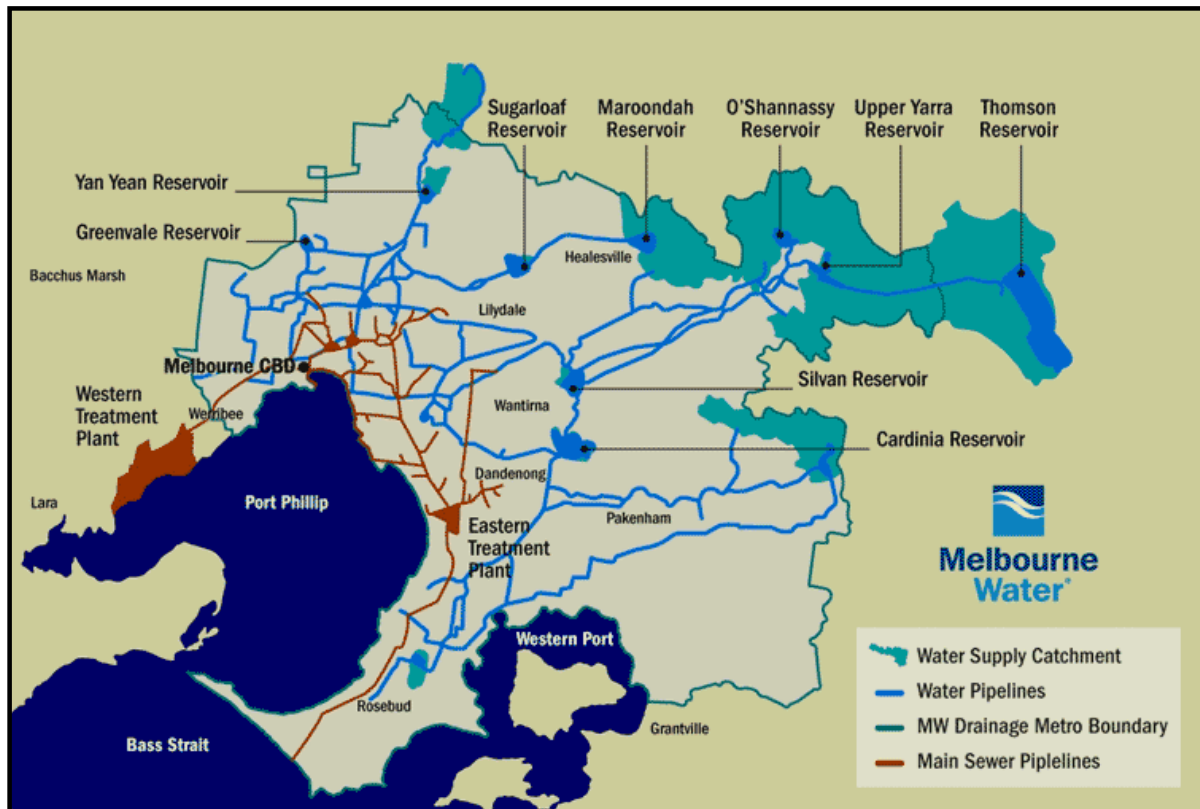 Sugarloaf
Reservoir
Maroondah
Reservoir
O'Shannassy
Reservoir
Upper Yarra
Reservoir
Thomson
Reservoir
Yan Yean Reservoir
Greenvale Reservoir
Bacchus Marsh
Healesville
Lilydale
Melbourne CBD
Silvan Reservoir
Western
Treatment
Plant
Werribee
Wantirna
Cardinia Reservoir
Dandenong
Lara
Port Phillip
Pakenham
Eastern
Treatment
Plant
Melbourne
Water®
Western Port
Rosebud
Grantville
Bass Strait
Water Supply Catchment
Water Pipelines
MW Drainage Metro Boundary
Main Sewer Piplelines